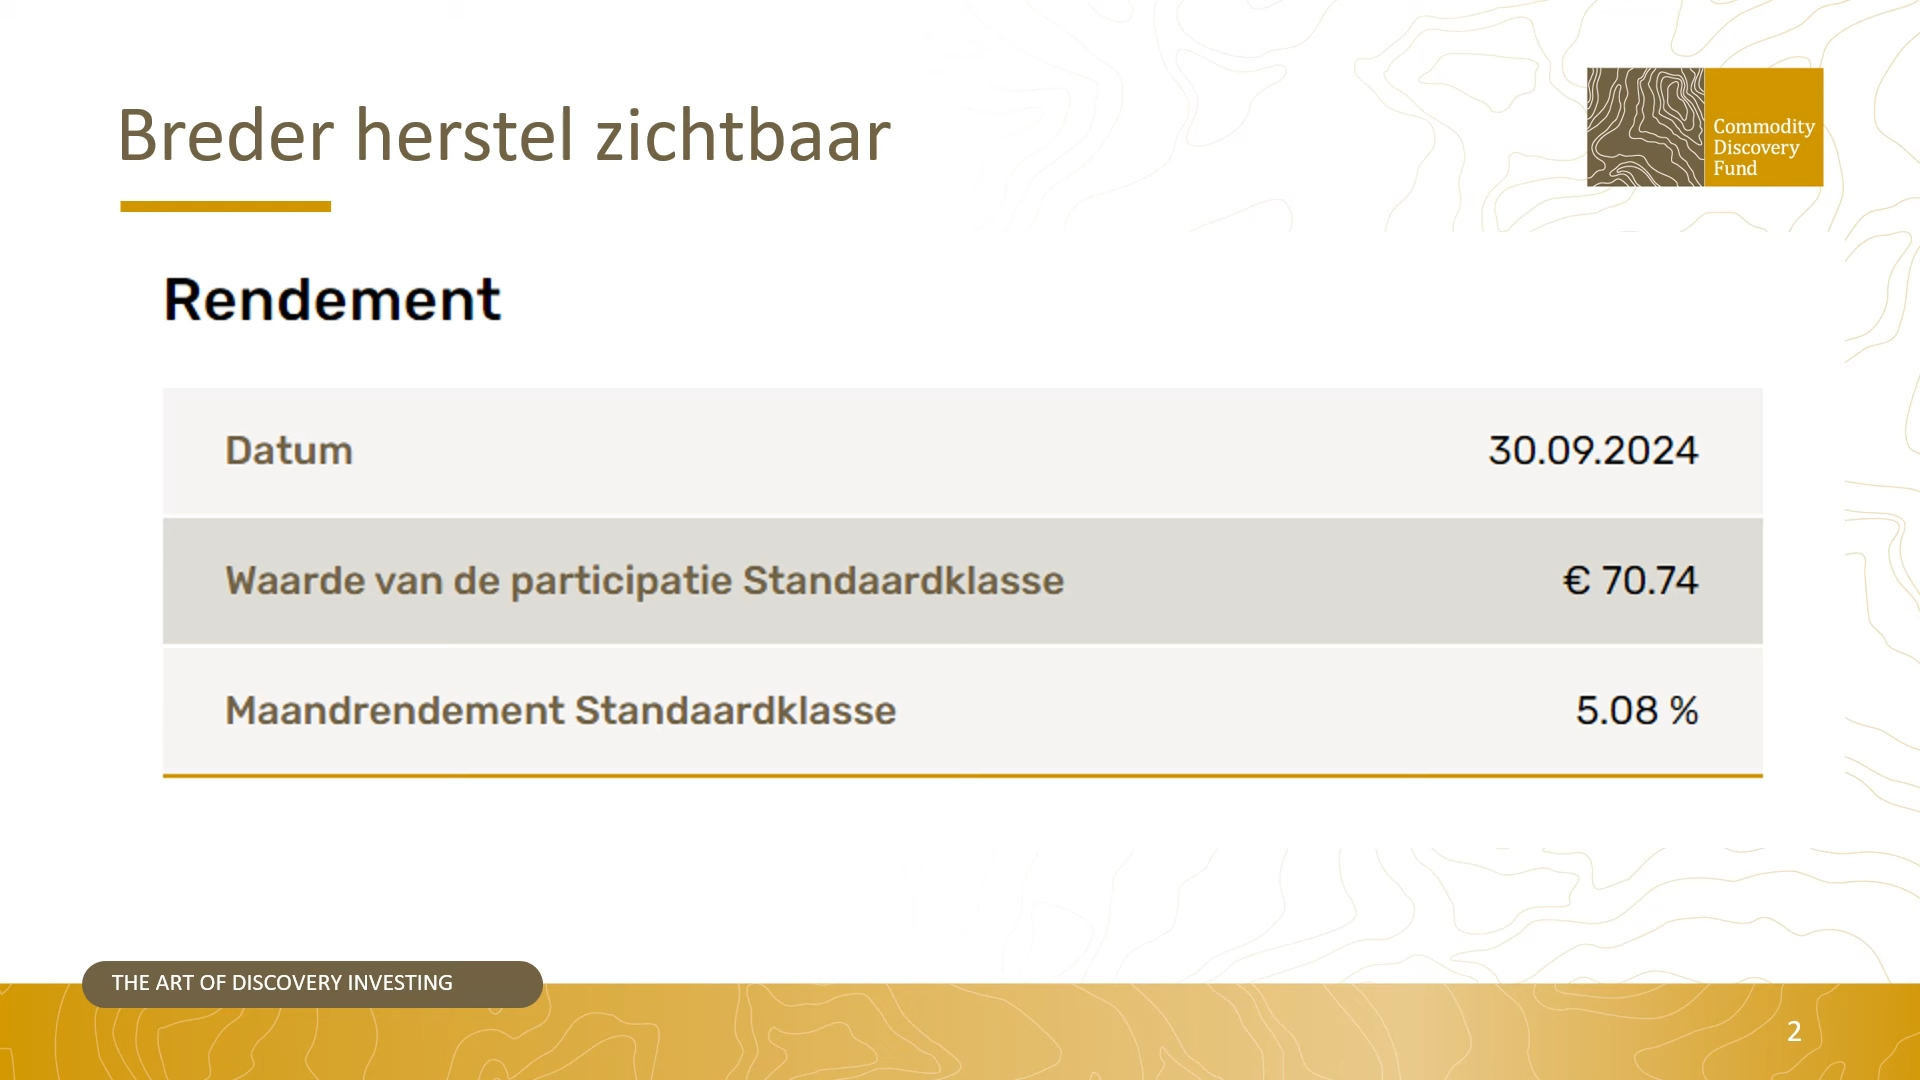 Breder herstel zichtbaar
Commodity
Discovery
Fund
Rendement
Datum 30.09.2024
Waarde van de participatie Standaardklasse € 70.74
Maandrendement Standaardklasse 5.08 %
THE ART OF DISCOVERY INVESTING
2